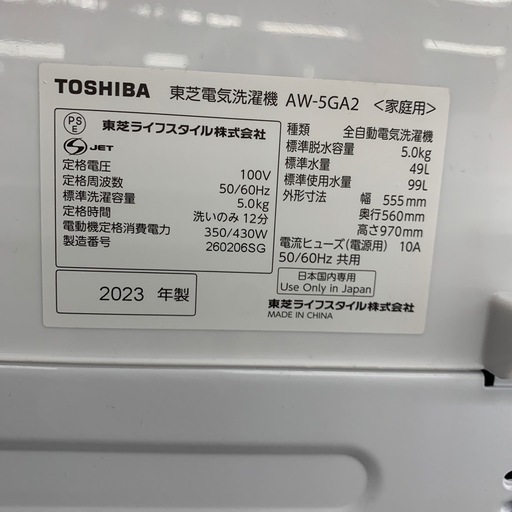 TOSHIBA 東芝電気洗濯機 AW-5GA2 <家庭用>
PS
E
東芝ライフスタイル株式会社
S JET
定格電圧 100V
定格周波数 50/60Hz
標準洗濯容量 5.0kg
定格時間 洗いのみ 12分
電動機定格消費電力 350/430W
製造番号 260206SG
2023 年製
種類 全自動電気洗濯機
標準脱水容量 5.0kg
標準水量 49L
標準使用水量 99L
外形寸法 幅 555mm
奥行560mm
高さ970mm
電流ヒューズ(電源用) 10A
50/60Hz 共用
日本国内専用
Use Only in Japan
東芝ライフスタイル株式会社
MADE IN CHINA